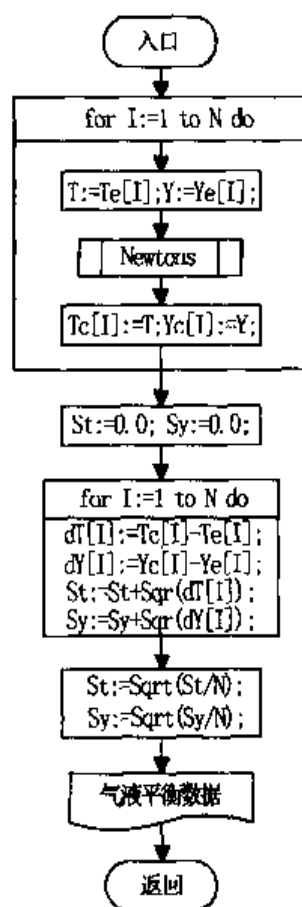 入口
for I:=1 to N do
T:=Te[I];Y:=Ye[I];
Newtons
Tc[I]:=T;Yc[I]:=Y;
St:=0.0; Sy:=0.0;
for I:=1 to N do
dT[I]:=Tc[I]-Te[I];
dY[I]:=Yc[I]-Ye[I];
St:=St+Sqr(dT[I]);
Sy:=Sy+Sqr(dY[I]);
St:=Sqrt(St/N);
Sy:=Sqrt(Sy/N);
气液平衡数据
返回